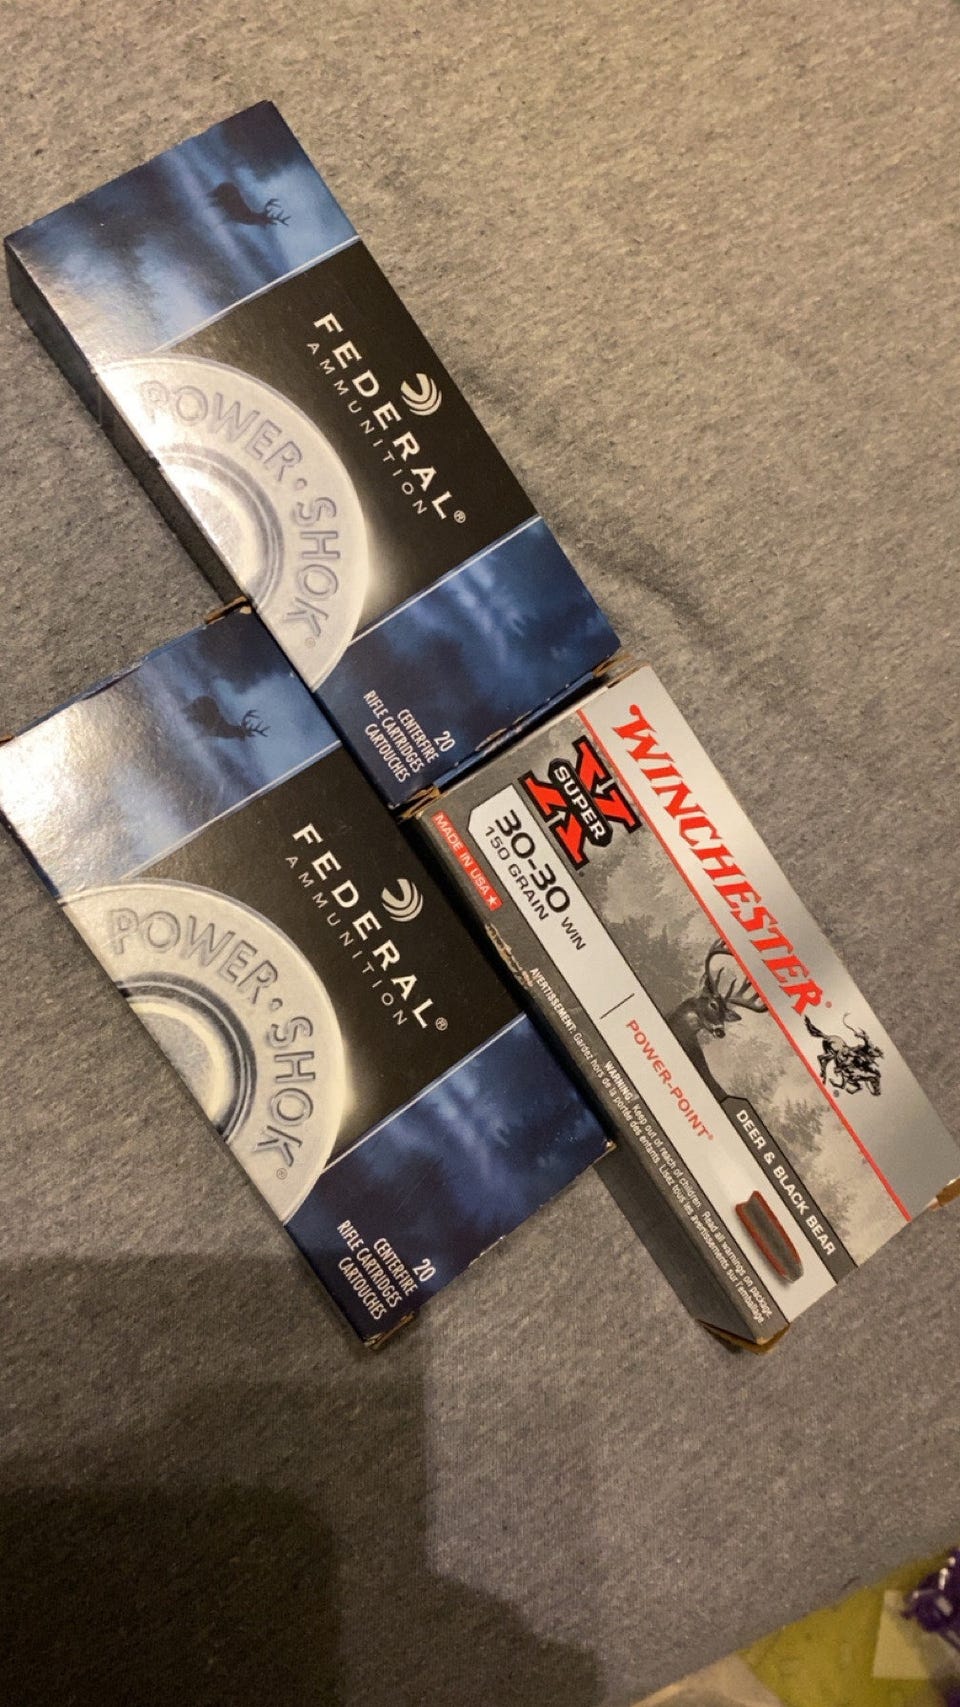 FEDERAL®
AMMUNITION
POWER·SHOK®
20
CENTERFIRE
RIFLE CARTRIDGES
CARTOUCHES
FEDERAL®
AMMUNITION
POWER·SHOK®
20
CENTERFIRE
RIFLE CARTRIDGES
CARTOUCHES
WINCHESTER®
SUPER
X
30-30 WIN
150 GRAIN
MADE IN USA★
POWER-POINT®
DEER & BLACK BEAR
WARNING: Keep out of reach of children. Read all warnings on package.
AVERTISSEMENT: Gardez hors de la portée des enfants. Lisez tous les avertissements sur l'emballage.